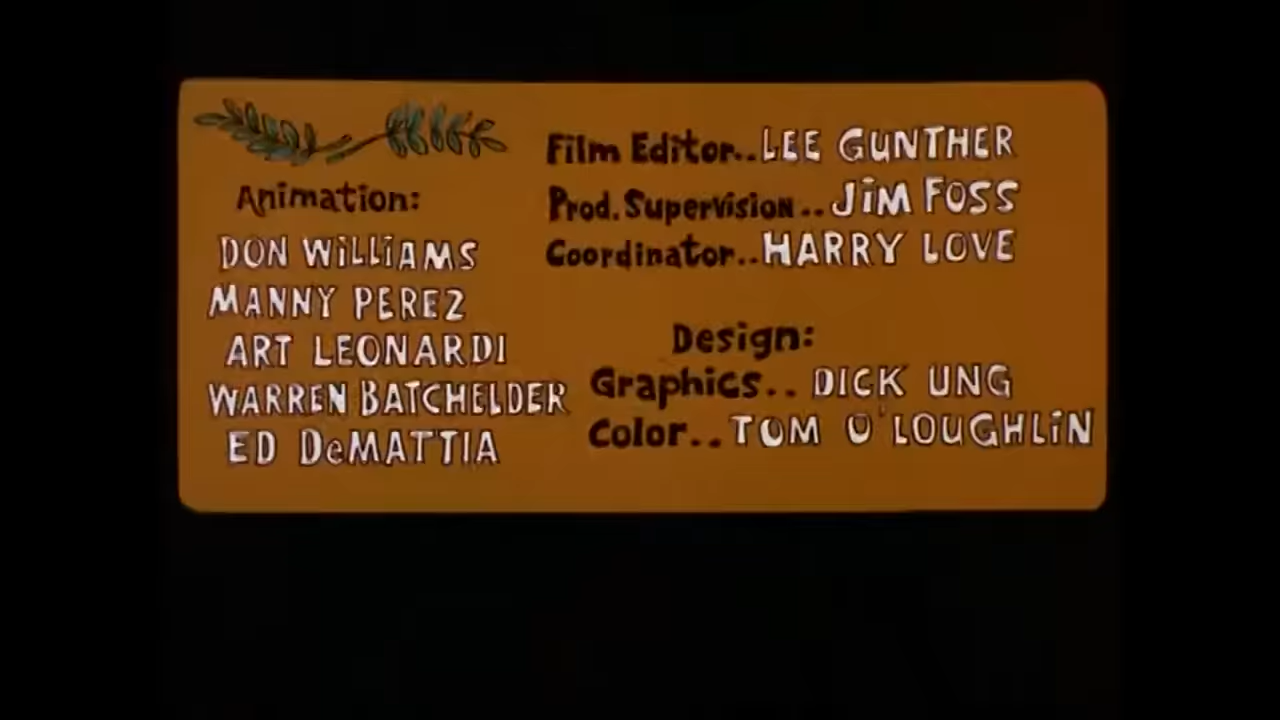 Animation:
DON WiLLiAMS
MANNY PEREZ
ART LEONARDI
WARREN BATCHELDER
ED DeMATTIA
Film Editor..LEE GUNTHER
Prod. Supervision..JiM FOSS
Coordinator..HARRY LOVE
Design:
Graphics.. DICK UNG
Color..TOM O'LOUGHLiN